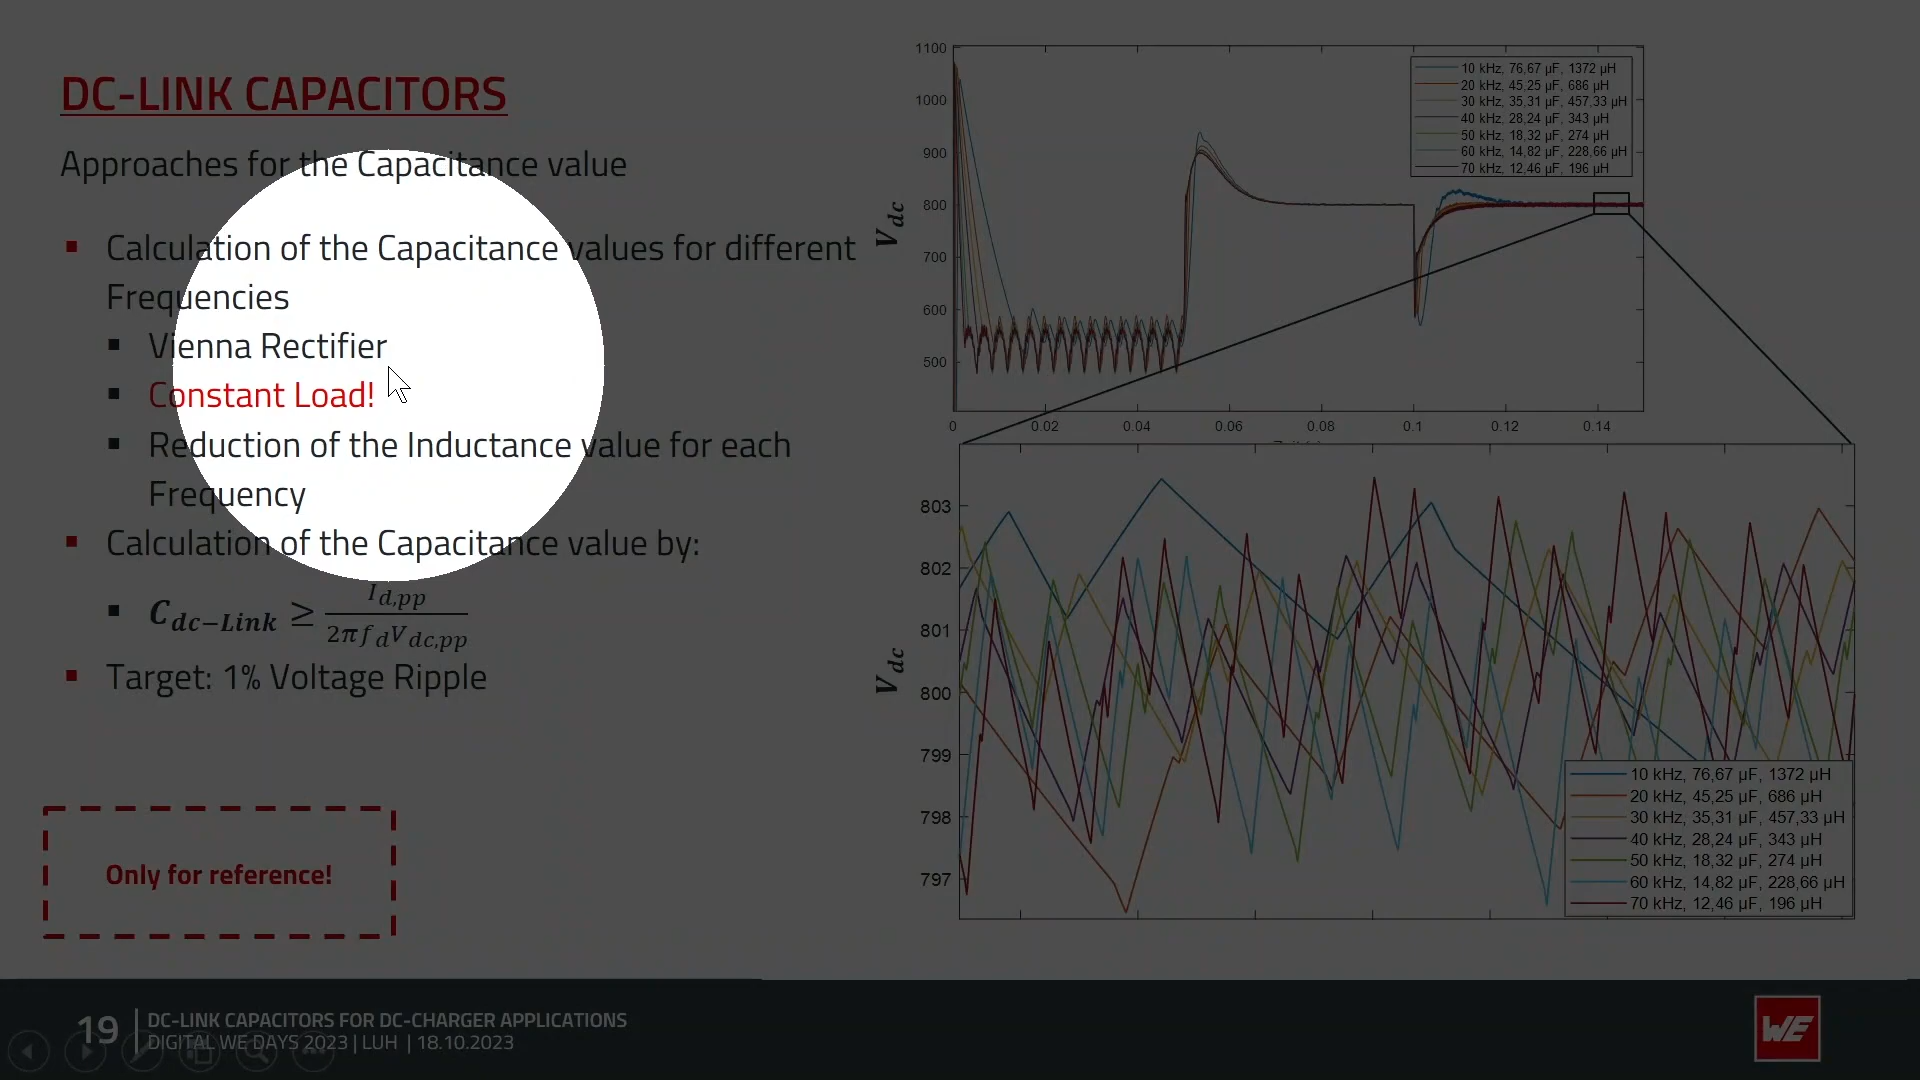 DC-LINK CAPACITORS
Approaches for the Capacitance value
▪ Calculation of the Capacitance values for different
Frequencies
▪ Vienna Rectifier
▪ Constant Load!
▪ Reduction of the Inductance value for each
Frequency
▪ Calculation of the Capacitance value by:
▪ C_dc−Link ≥ I_d,pp / 2πf_dV_dc,pp
▪ Target: 1% Voltage Ripple
Only for reference!
1100
1000
900
800
700
600
500
V_dc
0 0.02 0.04 0.06 0.08 0.1 0.12 0.14
10 kHz, 76,67 µF, 1372 µH
20 kHz, 45,25 µF, 686 µH
30 kHz, 35,31 µF, 457,33 µH
40 kHz, 28,24 µF, 343 µH
50 kHz, 18,32 µF, 274 µH
60 kHz, 14,82 µF, 228,66 µH
70 kHz, 12,46 µF, 196 µH
803
802
801
800
799
798
797
V_dc
10 kHz, 76,67 µF, 1372 µH
20 kHz, 45,25 µF, 686 µH
30 kHz, 35,31 µF, 457,33 µH
40 kHz, 28,24 µF, 343 µH
50 kHz, 18,32 µF, 274 µH
60 kHz, 14,82 µF, 228,66 µH
70 kHz, 12,46 µF, 196 µH
19
DC-LINK CAPACITORS FOR DC-CHARGER APPLICATIONS
DIGITAL WE DAYS 2023 | LUH | 18.10.2023
WE